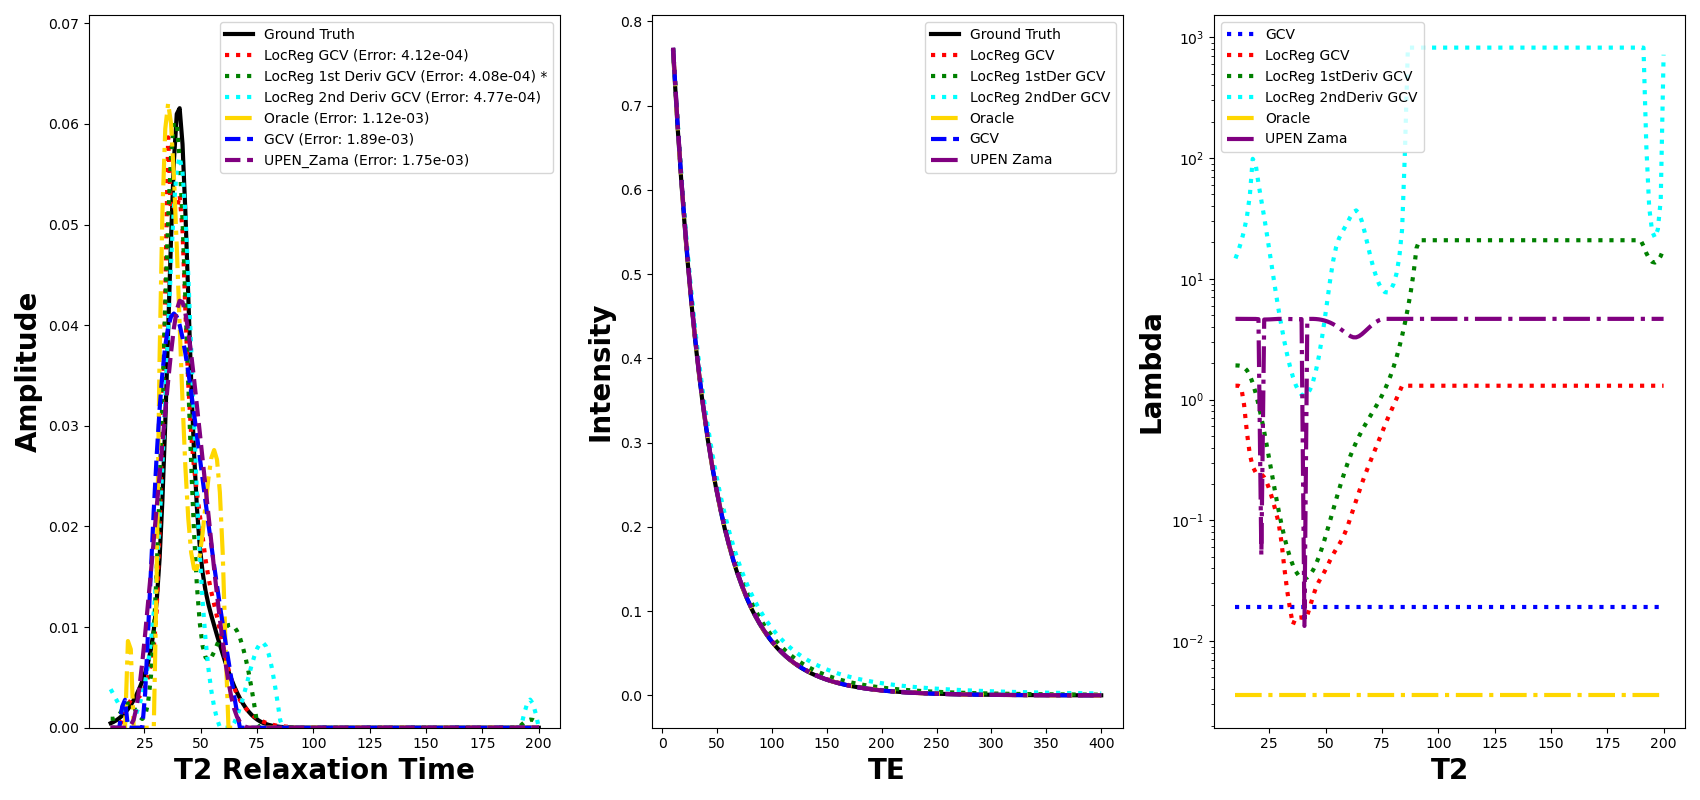 0.07
0.06
0.05
0.04
0.03
0.02
0.01
0.00
Amplitude
25
50
75
100
125
150
175
200
T2 Relaxation Time
Ground Truth
LocReg GCV (Error: 4.12e-04)
LocReg 1st Deriv GCV (Error: 4.08e-04) *
LocReg 2nd Deriv GCV (Error: 4.77e-04)
Oracle (Error: 1.12e-03)
GCV (Error: 1.89e-03)
UPEN_Zama (Error: 1.75e-03)
0.8
0.7
0.6
0.5
0.4
0.3
0.2
0.1
0.0
Intensity
0
50
100
150
200
250
300
350
400
TE
Ground Truth
LocReg GCV
LocReg 1stDer GCV
LocReg 2ndDer GCV
Oracle
GCV
UPEN Zama
10³
10²
10¹
10⁰
10⁻¹
10⁻²
Lambda
25
50
75
100
125
150
175
200
T2
GCV
LocReg GCV
LocReg 1stDeriv GCV
LocReg 2ndDeriv GCV
Oracle
UPEN Zama